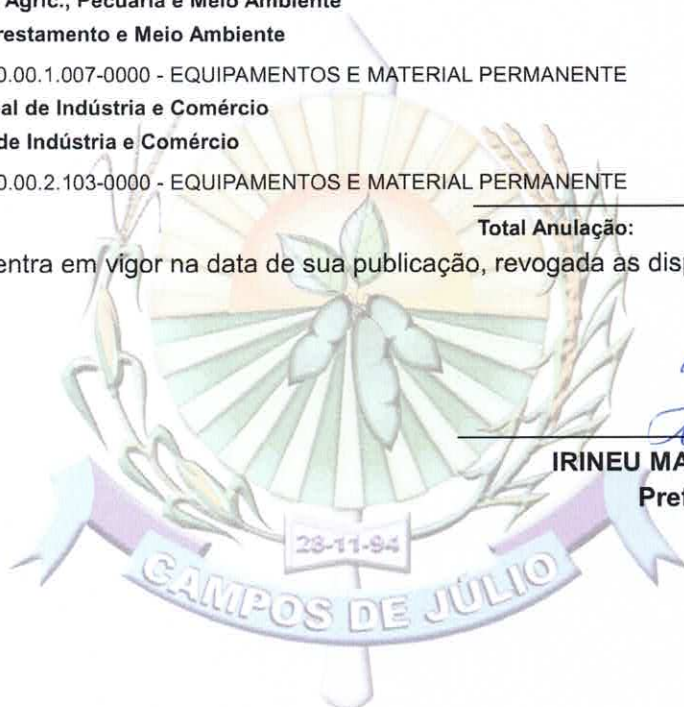 Agric., Pecuária e Meio Ambiente
restamento e Meio Ambiente
0.00.1.007-0000 - EQUIPAMENTOS E MATERIAL PERMANENTE
al de Indústria e Comércio
de Indústria e Comércio
0.00.2.103-0000 - EQUIPAMENTOS E MATERIAL PERMANENTE
Total Anulação:
entra em vigor na data de sua publicação, revogada as disp
IRINEU MA
Pref
28-11-94
CAMPOS DE JÚLIO